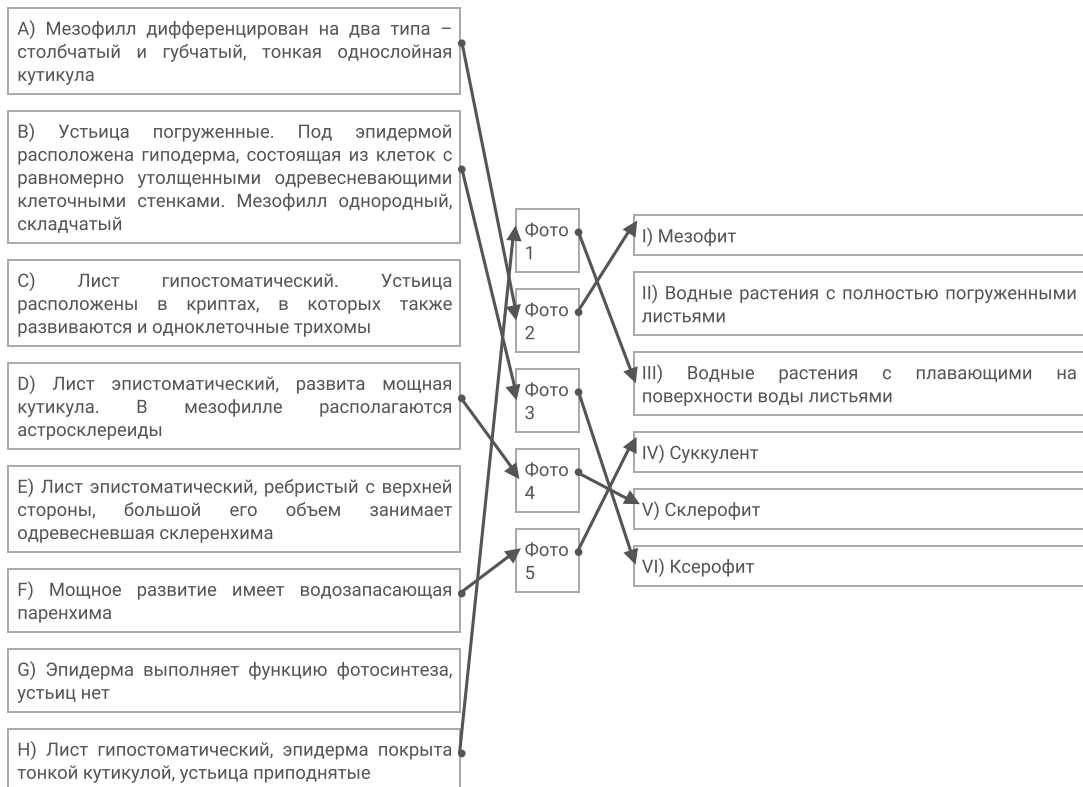 A) Мезофилл дифференцирован на два типа –
столбчатый и губчатый, тонкая однослойная
кутикула
B) Устьица погруженные. Под эпидермой
расположена гиподерма, состоящая из клеток с
равномерно утолщенными одревесневающими
клеточными стенками. Мезофилл однородный,
складчатый
C) Лист гипостоматический. Устьица
расположены в криптах, в которых также
развиваются и одноклеточные трихомы
D) Лист эпистоматический, развита мощная
кутикула. В мезофилле располагаются
астросклереиды
E) Лист эпистоматический, ребристый с верхней
стороны, большой его объем занимает
одревесневшая склеренхима
F) Мощное развитие имеет водозапасающая
паренхима
G) Эпидерма выполняет функцию фотосинтеза,
устьиц нет
H) Лист гипостоматический, эпидерма покрыта
тонкой кутикулой, устьица приподнятые
Фото
1
Фото
2
Фото
3
Фото
4
Фото
5
I) Мезофит
II) Водные растения с полностью погруженными
листьями
III) Водные растения с плавающими на
поверхности воды листьями
IV) Суккулент
V) Склерофит
VI) Ксерофит